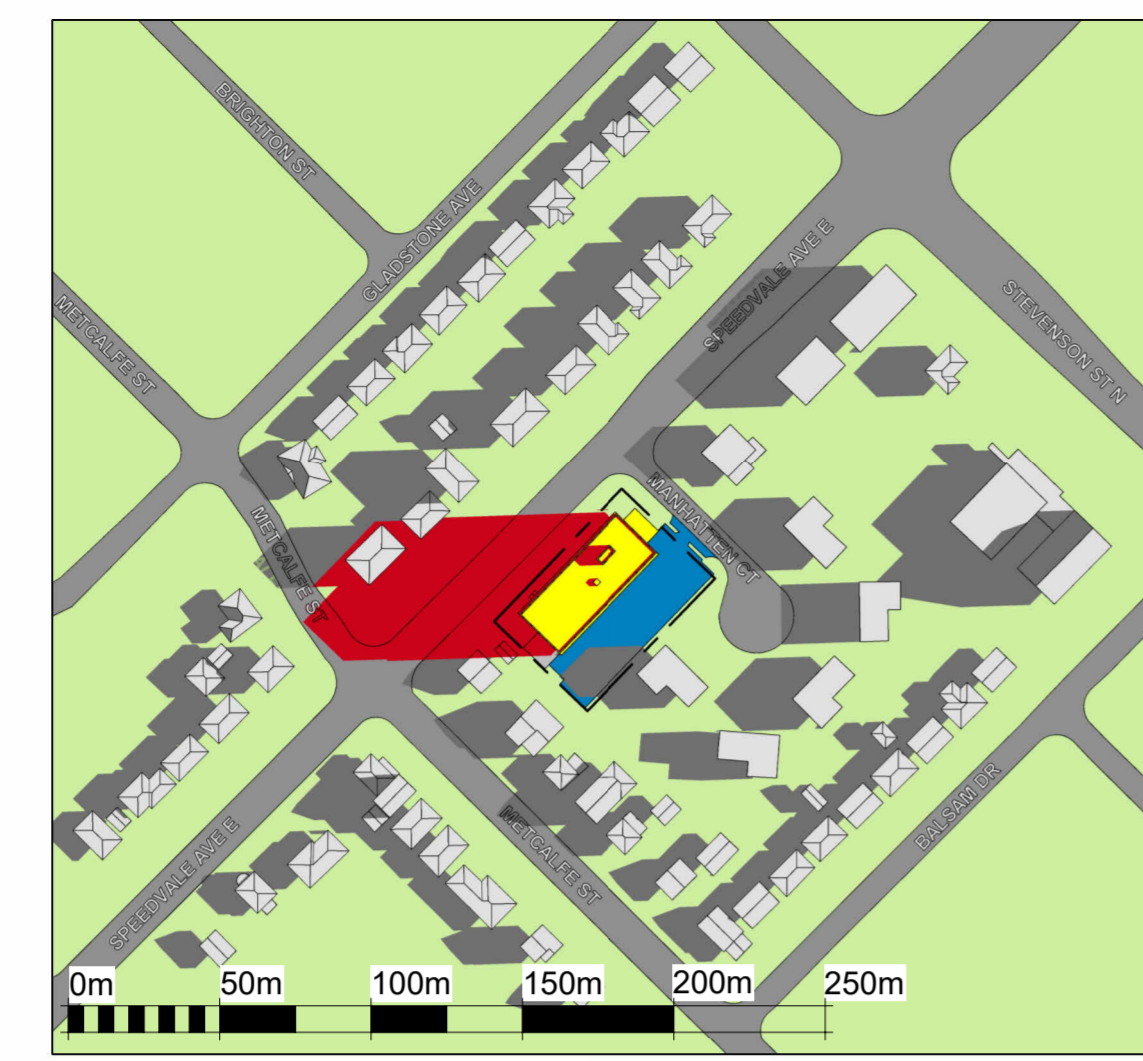 BRIGHTON ST
GLADSTONE AVE
METCALFE ST
SPEEDVALE AVE E
STEVENSON ST N
METCALFE ST
MANHATTEN CT
SPEEDVALE AVE E
METCALFE ST
BALSAM DR
0m 50m 100m 150m 200m 250m